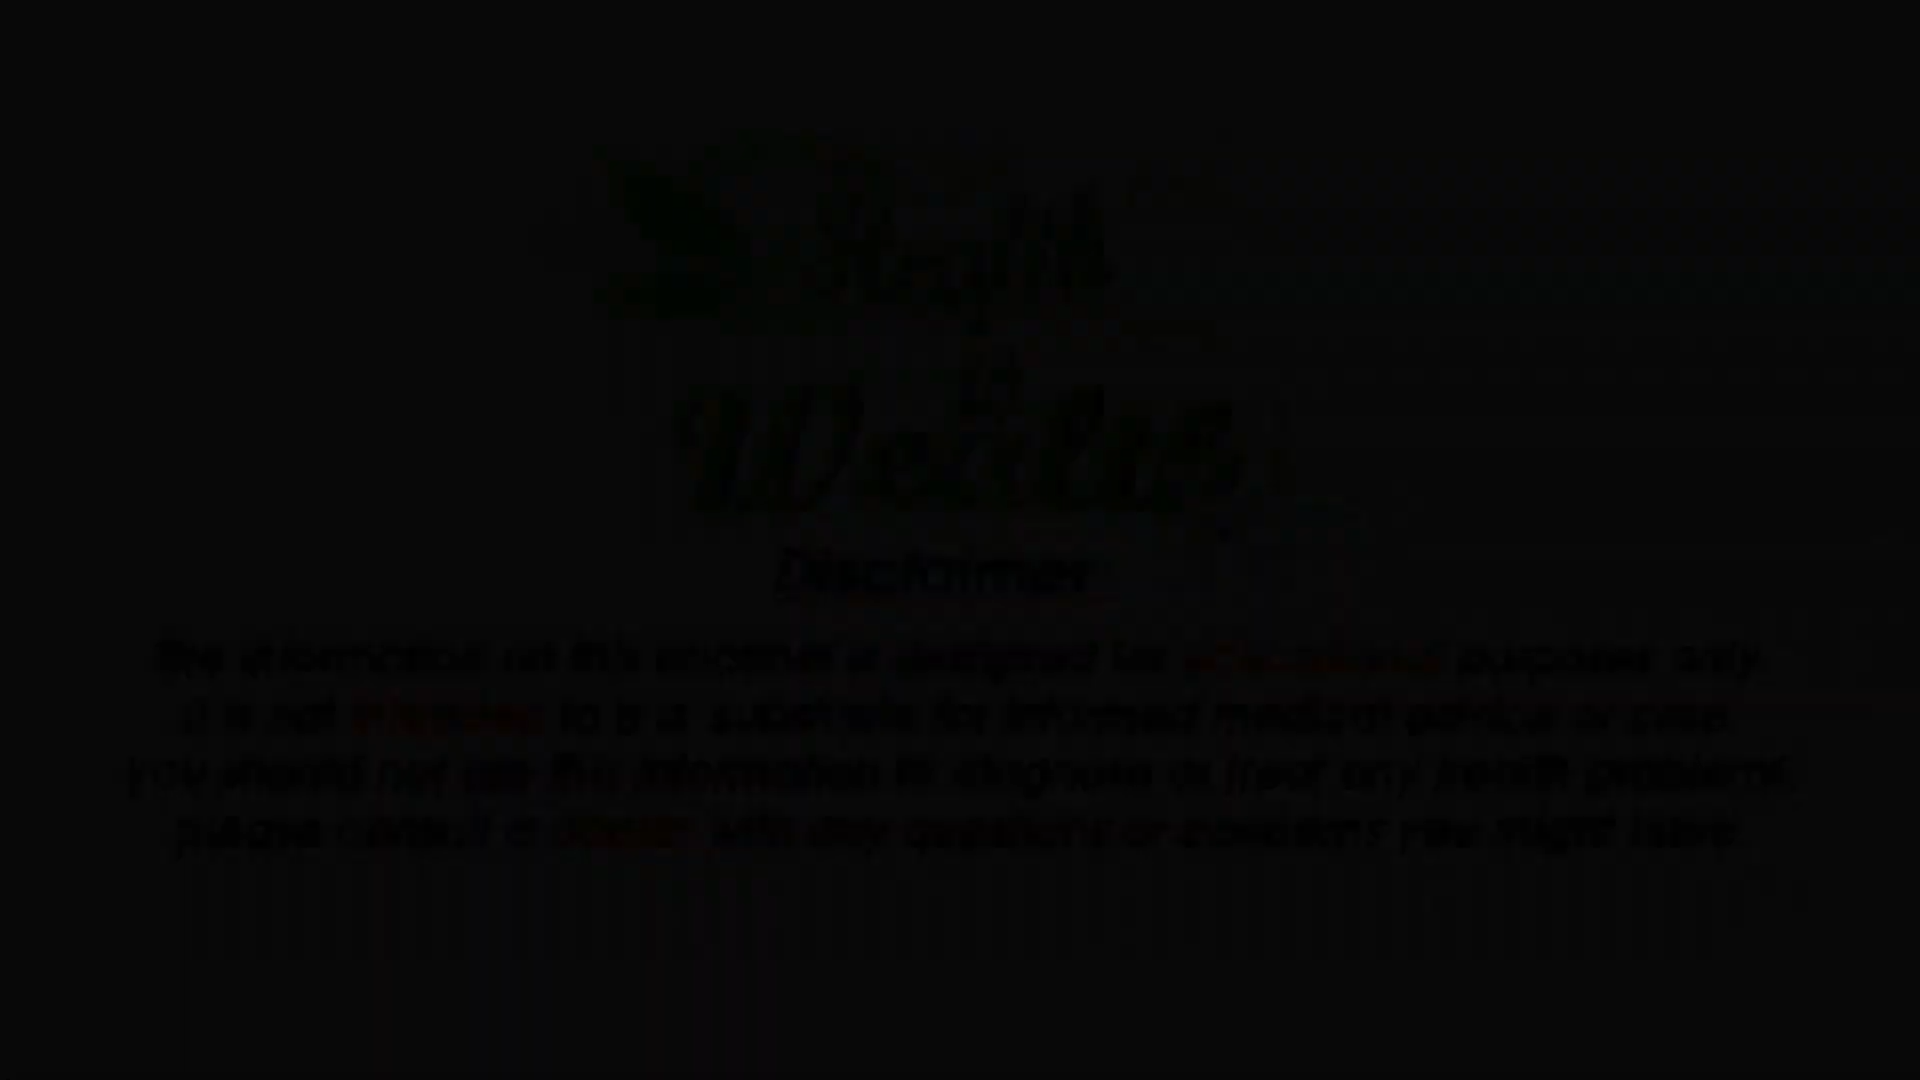 Health
is
Disclaimer
The information on this channel is designed for educational purposes only.
It is not intended to be a substitute for informed medical advice or care.
You should not use this information to diagnose or treat any health problems.
please consult a doctor with any questions or concerns you might have.